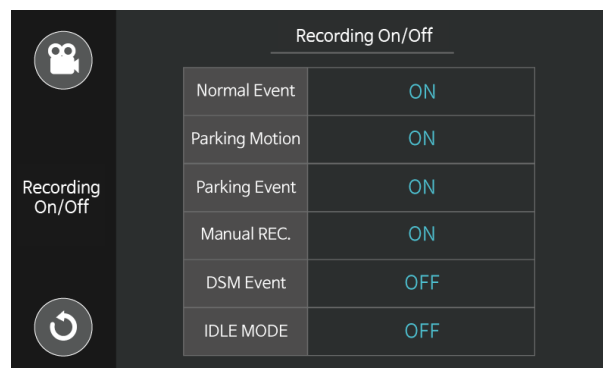 Recording On/Off
Normal Event ON
Parking Motion ON
Parking Event ON
Manual REC. ON
DSM Event OFF
IDLE MODE OFF
Recording
On/Off